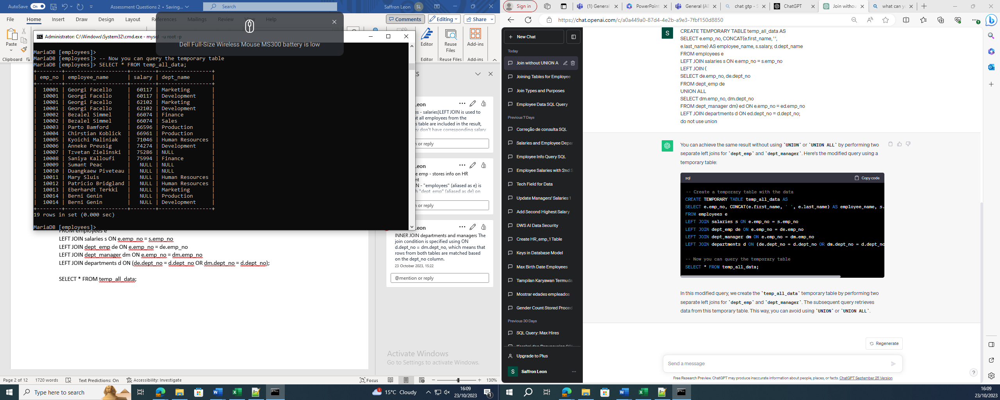 AutoSave On Assessment Questions 2 • Saving... Search Saffron Leon SL
File Home Insert Draw Design Layout References Mailings Review View Help Comments Editing Share
Paste
Clipboard
Editor
Editor
Reuse Files
Reuse Files
Add-ins
Add-ins
Dell Full-Size Wireless Mouse MS300 battery is low
Administrator: C:\Windows\System32\cmd.exe - mysql -u root -p
MariaDB [employees]>
MariaDB [employees]> -- Now you can query the temporary table
MariaDB [employees]> SELECT * FROM temp_all_data;
+--------+--------------------+--------+-----------------+
| emp_no | employee_name | salary | dept_name |
+--------+--------------------+--------+-----------------+
| 10001 | Georgi Facello | 60117 | Marketing |
| 10001 | Georgi Facello | 60117 | Development |
| 10001 | Georgi Facello | 62102 | Marketing |
| 10001 | Georgi Facello | 62102 | Development |
| 10002 | Bezalel Simmel | 66074 | Finance |
| 10002 | Bezalel Simmel | 66074 | Sales |
| 10003 | Parto Bamford | 66596 | Production |
| 10004 | Chirstian Koblick | 66961 | Production |
| 10005 | Kyoichi Maliniak | 71046 | Human Resources |
| 10006 | Anneke Preusig | 74274 | Development |
| 10007 | Tzvetan Zielinski | 75286 | NULL |
| 10008 | Saniya Kalloufi | 75994 | Finance |
| 10009 | Sumant Peac | NULL | NULL |
| 10010 | Duangkaew Piveteau | NULL | NULL |
| 10011 | Mary Sluis | NULL | Human Resources |
| 10012 | Patricio Bridgland | NULL | Human Resources |
| 10013 | Eberhardt Terkki | NULL | Marketing |
| 10014 | Berni Genin | NULL | Production |
| 10014 | Berni Genin | NULL | Development |
+--------+--------------------+--------+-----------------+
19 rows in set (0.000 sec)
MariaDB [employees]>
FROM employees e
LEFT JOIN salaries s ON e.emp_no = s.emp_no
LEFT JOIN dept_emp de ON e.emp_no = de.emp_no
LEFT JOIN dept_manager dm ON e.emp_no = dm.emp_no
LEFT JOIN departments d ON (de.dept_no = d.dept_no OR dm.dept_no = d.dept_no);
SELECT * FROM temp_all_data;
Leon
es - salaries)LEFT JOIN is used to
at all employees from the
s table are included in the result,
ey don't have corresponding salary
n or reply
Leon
e emp - stores info on HR
nt
N - "employees" (aliased as e) is
h "dept_emp" (aliased as de) on
n or reply
Leon
INNER JOIN departments and managers The
join condition is specified using ON
d.dept_no = dm.dept_no, which means that
rows from both tables are matched based
on the dept_no column.
23 October 2023, 15:22
@mention or reply
Activate Windows
Go to Settings to activate Windows.
Page 2 of 12 1720 words Text Predictions: On Accessibility: Investigate Focus 130%
Type here to search 15°C Cloudy 16:09
23/10/2023
Sign in (1) General PowerPoint General (AB chat gtp - S ChatGPT Join withou what can y
https://chat.openai.com/c/a0a449a0-87d4-4e2b-a9e3-7fbf150d8850
New Chat
Today
Join without UNION A
Joining Tables for Employee
Join Types and Purposes
Employee Data SQL Query
Previous 7 Days
Correção de consulta SQL
Salaries and Employee Depar
Employee Info Query SQL
Employee Salaries with 2nd S
Tech Field for Data
Update Managers' Salaries 1
Add Second Highest Salary
DWS AI Data Security
Create HR_emp_1 Table
Keys in Database Model
Max Birth Date Employees
Tampilan Karyawan Termuda
Mostrar edades empleados
Gender Count Stored Proced
Previous 30 Days
SQL Query: Max Hires
Upgrade to Plus
S Saffron Leon
S
CREATE TEMPORARY TABLE temp_all_data AS
SELECT e.emp_no, CONCAT(e.first_name, ' ',
e.last_name) AS employee_name, s.salary, d.dept_name
FROM employees e
LEFT JOIN salaries s ON e.emp_no = s.emp_no
LEFT JOIN (
SELECT de.emp_no, de.dept_no
FROM dept_emp de
UNION ALL
SELECT dm.emp_no, dm.dept_no
FROM dept_manager dm) ed ON e.emp_no = ed.emp_no
LEFT JOIN departments d ON ed.dept_no = d.dept_no;
do not use union
You can achieve the same result without using `UNION` or `UNION ALL` by performing two
separate left joins for `dept_emp` and `dept_manager`. Here's the modified query using a
temporary table:
sql Copy code
-- Create a temporary table with the data
CREATE TEMPORARY TABLE temp_all_data AS
SELECT e.emp_no, CONCAT(e.first_name, ' ', e.last_name) AS employee_name, s.
FROM employees e
LEFT JOIN salaries s ON e.emp_no = s.emp_no
LEFT JOIN dept_emp de ON e.emp_no = de.emp_no
LEFT JOIN dept_manager dm ON e.emp_no = dm.emp_no
LEFT JOIN departments d ON (de.dept_no = d.dept_no OR dm.dept_no = d.dept_no
-- Now you can query the temporary table
SELECT * FROM temp_all_data;
In this modified query, we create the `temp_all_data` temporary table by performing two
separate left joins for `dept_emp` and `dept_manager`. The subsequent query retrieves
data from this temporary table. This way, you can avoid using `UNION` or `UNION ALL`.
Regenerate
Send a message
Free Research Preview. ChatGPT may produce inaccurate information about people, places, or facts. ChatGPT September 25 Version
?
16:09
23/10/2023